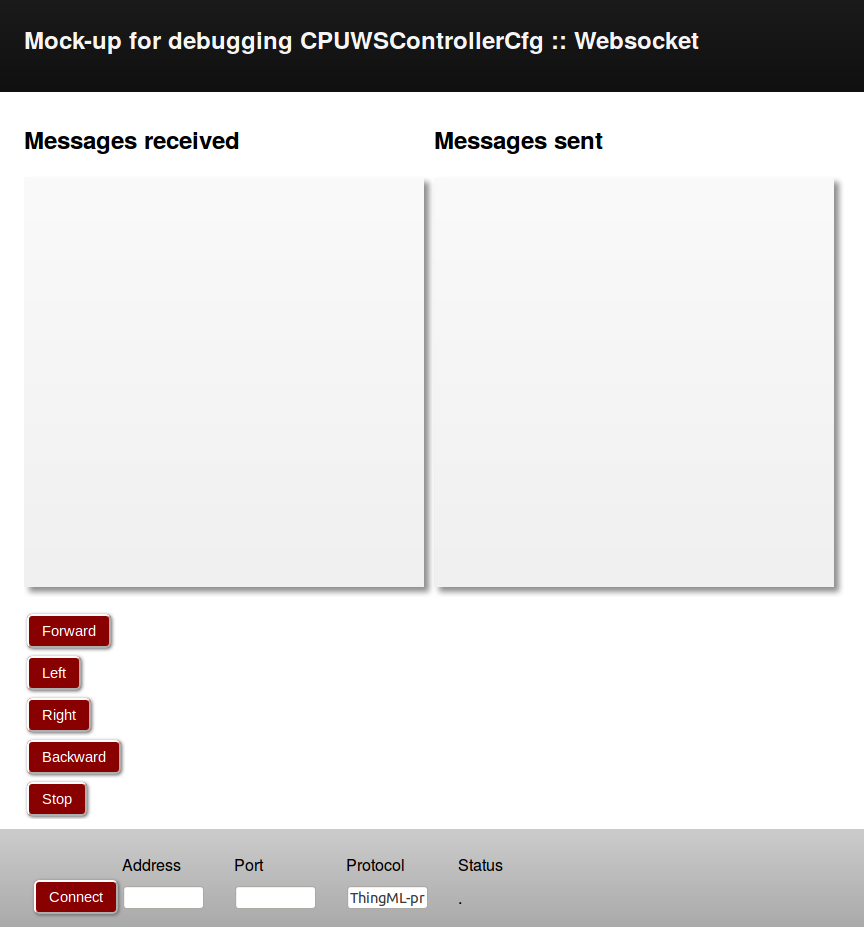 Mock-up for debugging CPUWSControllerCfg :: Websocket
Messages received Messages sent
Forward
Left
Right
Backward
Stop
Address Port Protocol Status
Connect ThingML-pr .